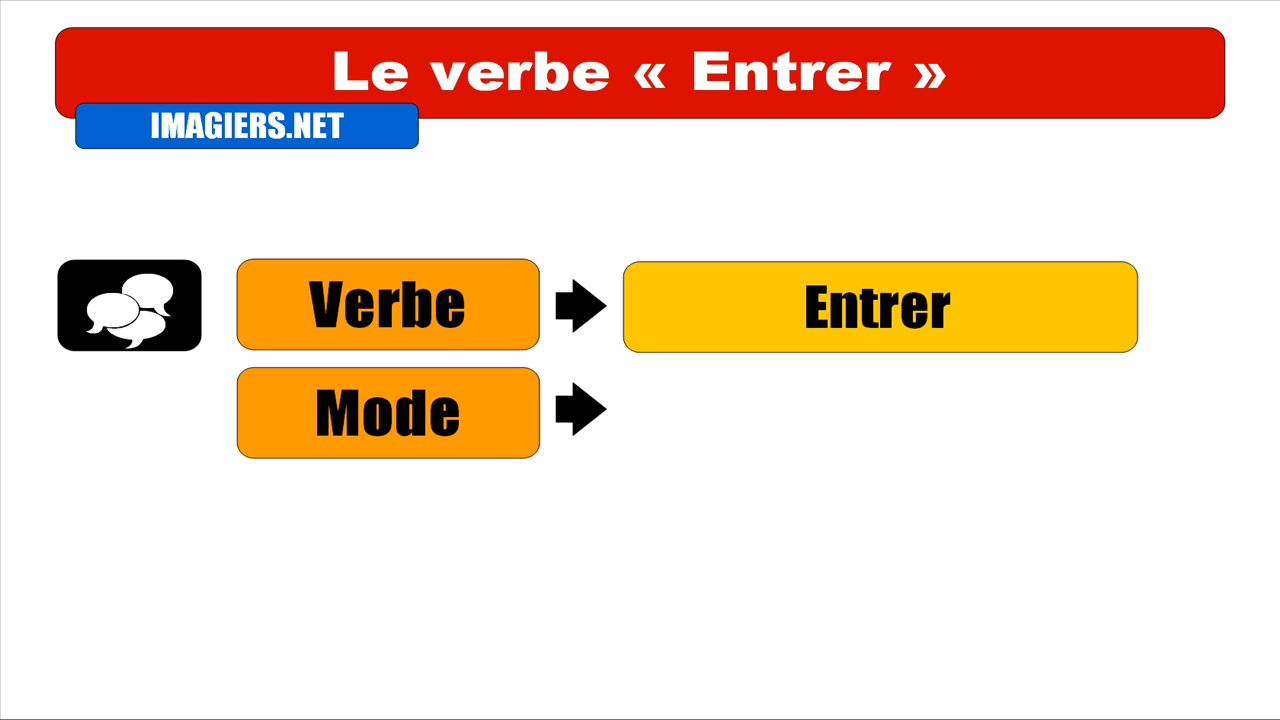 Le verbe « Entrer »
IMAGIERS.NET
Verbe
Entrer
Mode